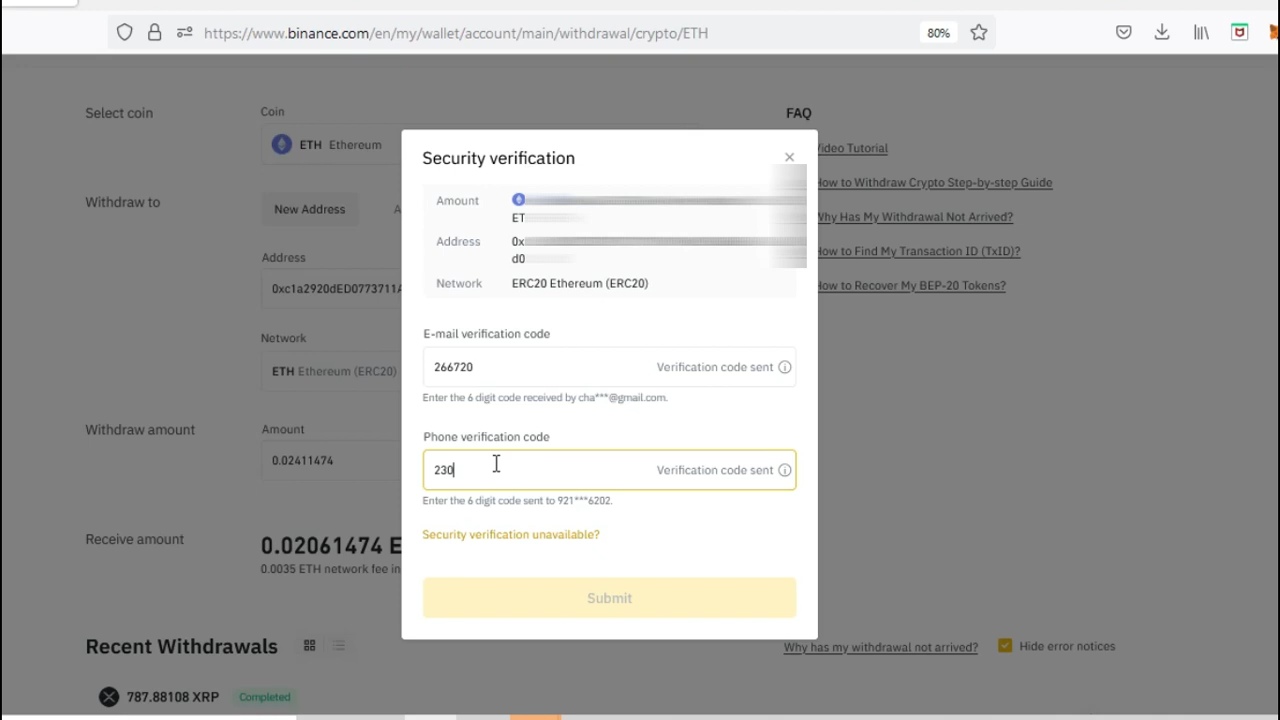 https://www.binance.com/en/my/wallet/account/main/withdrawal/crypto/ETH
80%
Select coin
Coin
ETH Ethereum
Withdraw to
New Address
A
Address
0xc1a2920dED0773711A
Network
ETH Ethereum (ERC20)
Withdraw amount
Amount
0.02411474
Receive amount
0.02061474 E
0.0035 ETH network fee in
Security verification
Amount
ET
Address
0x
d0
Network
ERC20 Ethereum (ERC20)
E-mail verification code
266720
Verification code sent
Enter the 6 digit code received by cha***@gmail.com.
Phone verification code
230
Verification code sent
Enter the 6 digit code sent to 921***6202.
Security verification unavailable?
Submit
FAQ
Video Tutorial
How to Withdraw Crypto Step-by-step Guide
Why Has My Withdrawal Not Arrived?
How to Find My Transaction ID (TxID)?
How to Recover My BEP-20 Tokens?
Recent Withdrawals
Why has my withdrawal not arrived?
Hide error notices
787.88108 XRP
Completed